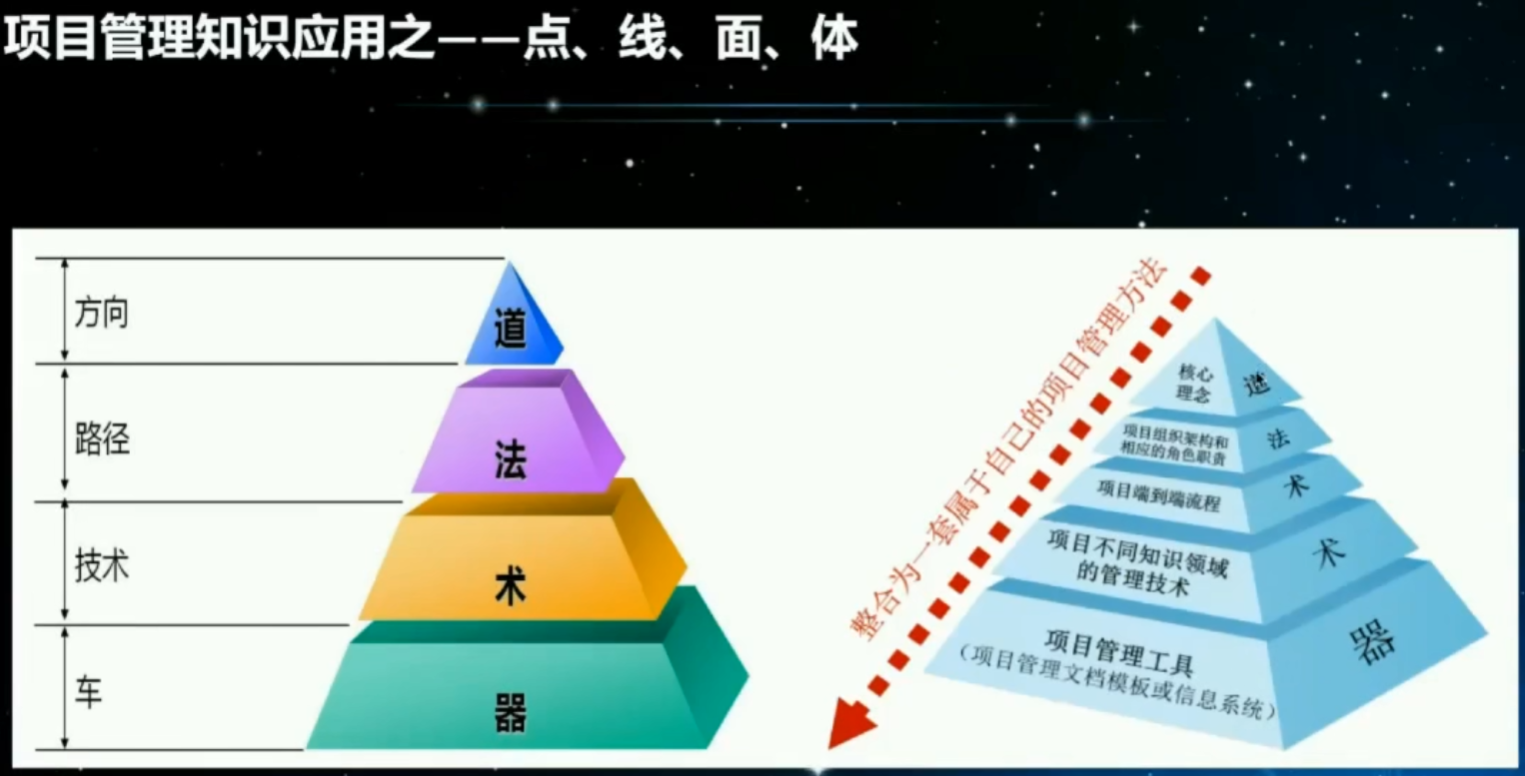 项目管理知识应用之——点、线、面、体
方向
道
路径
法
技术
术
车
器
整合为一套属于自己的项目管理方法
核心
理念
道
项目组织架构和
相应的角色职责
法
项目端到端流程
术
项目不同知识领域
的管理技术
术
项目管理工具
（项目管理文档模板或信息系统）
器